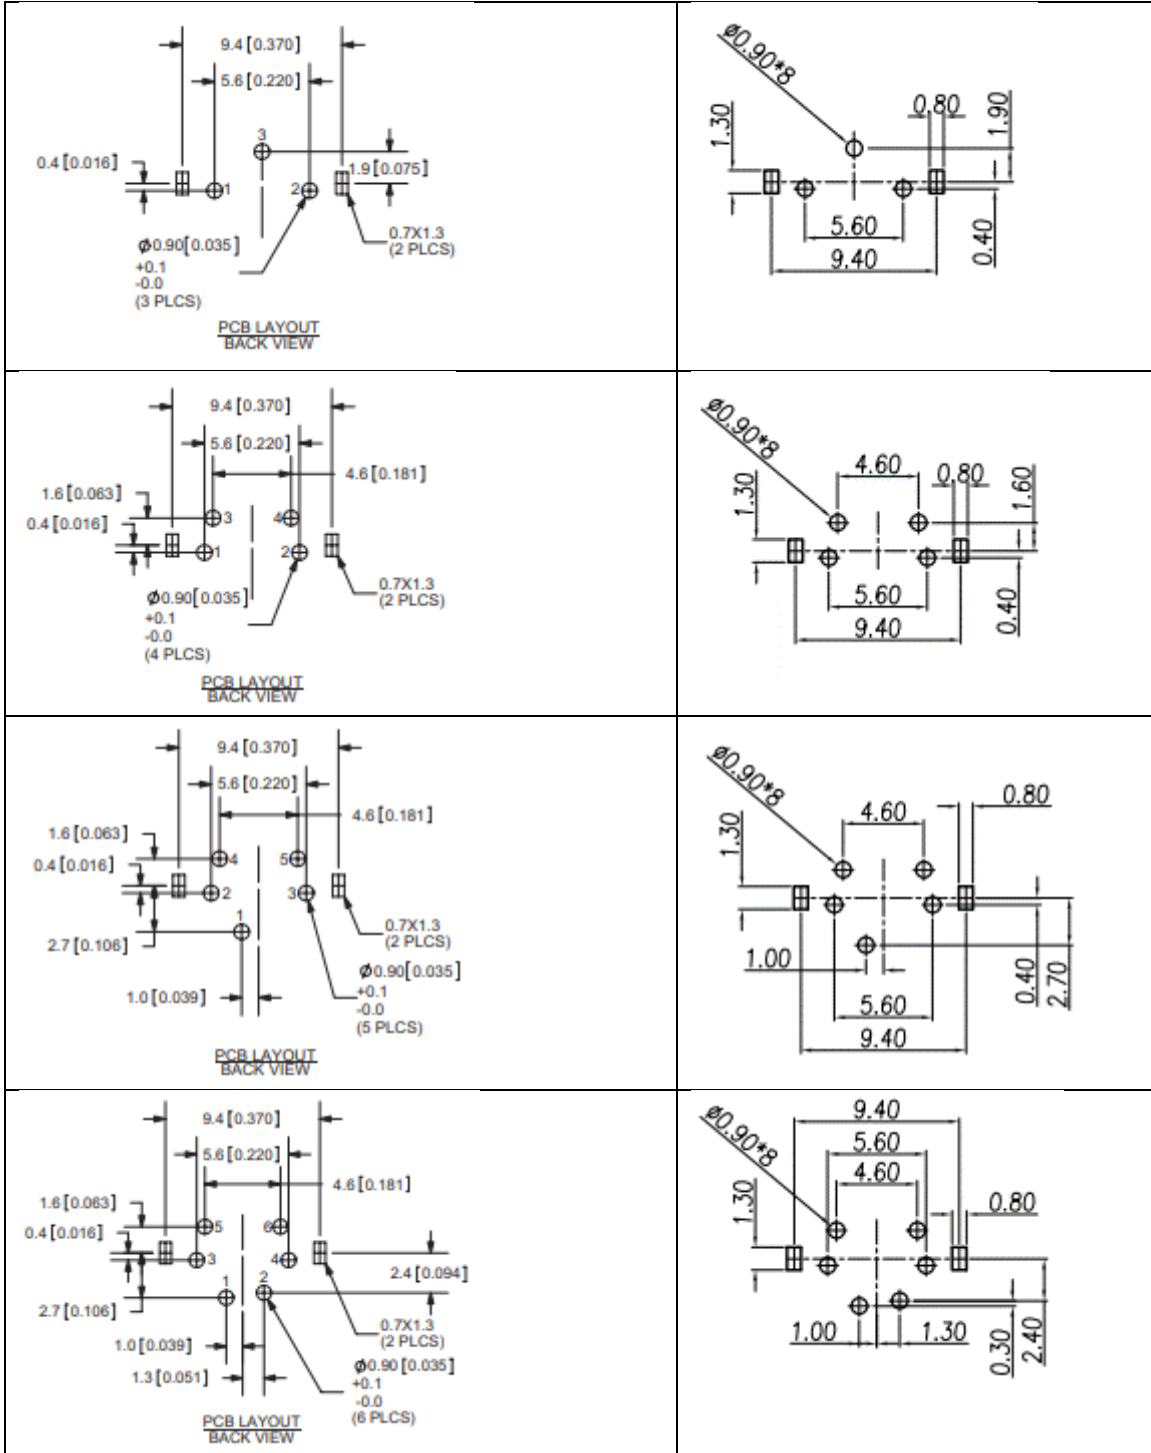 9.4[0.370]
5.6[0.220]
3
0.4[0.016]
1.9[0.075]
1
2
0.7X1.3
(2 PLCS)
Ø0.90[0.035]
+0.1
-0.0
(3 PLCS)
PCB LAYOUT
BACK VIEW
Ø0.90*8
0.80
1.90
1.30
5.60
0.40
9.40
9.4[0.370]
5.6[0.220]
4.6[0.181]
1.6[0.063]
3
4
0.4[0.016]
1
2
0.7X1.3
(2 PLCS)
Ø0.90[0.035]
+0.1
-0.0
(4 PLCS)
PCB LAYOUT
BACK VIEW
Ø0.90*8
4.60
0.80
1.60
1.30
5.60
0.40
9.40
9.4[0.370]
5.6[0.220]
4.6[0.181]
1.6[0.063]
4
5
0.4[0.016]
2
3
1
0.7X1.3
(2 PLCS)
2.7[0.106]
Ø0.90[0.035]
+0.1
-0.0
(5 PLCS)
1.0[0.039]
PCB LAYOUT
BACK VIEW
Ø0.90*8
0.80
4.60
1.30
1.00
0.40
2.70
5.60
9.40
9.4[0.370]
5.6[0.220]
4.6[0.181]
1.6[0.063]
5
6
0.4[0.016]
3
4
2.4[0.094]
1
2
2.7[0.106]
0.7X1.3
(2 PLCS)
1.0[0.039]
Ø0.90[0.035]
+0.1
-0.0
(6 PLCS)
1.3[0.051]
PCB LAYOUT
BACK VIEW
9.40
Ø0.90*8
5.60
4.60
0.80
1.30
1.00
1.30
0.30
2.40